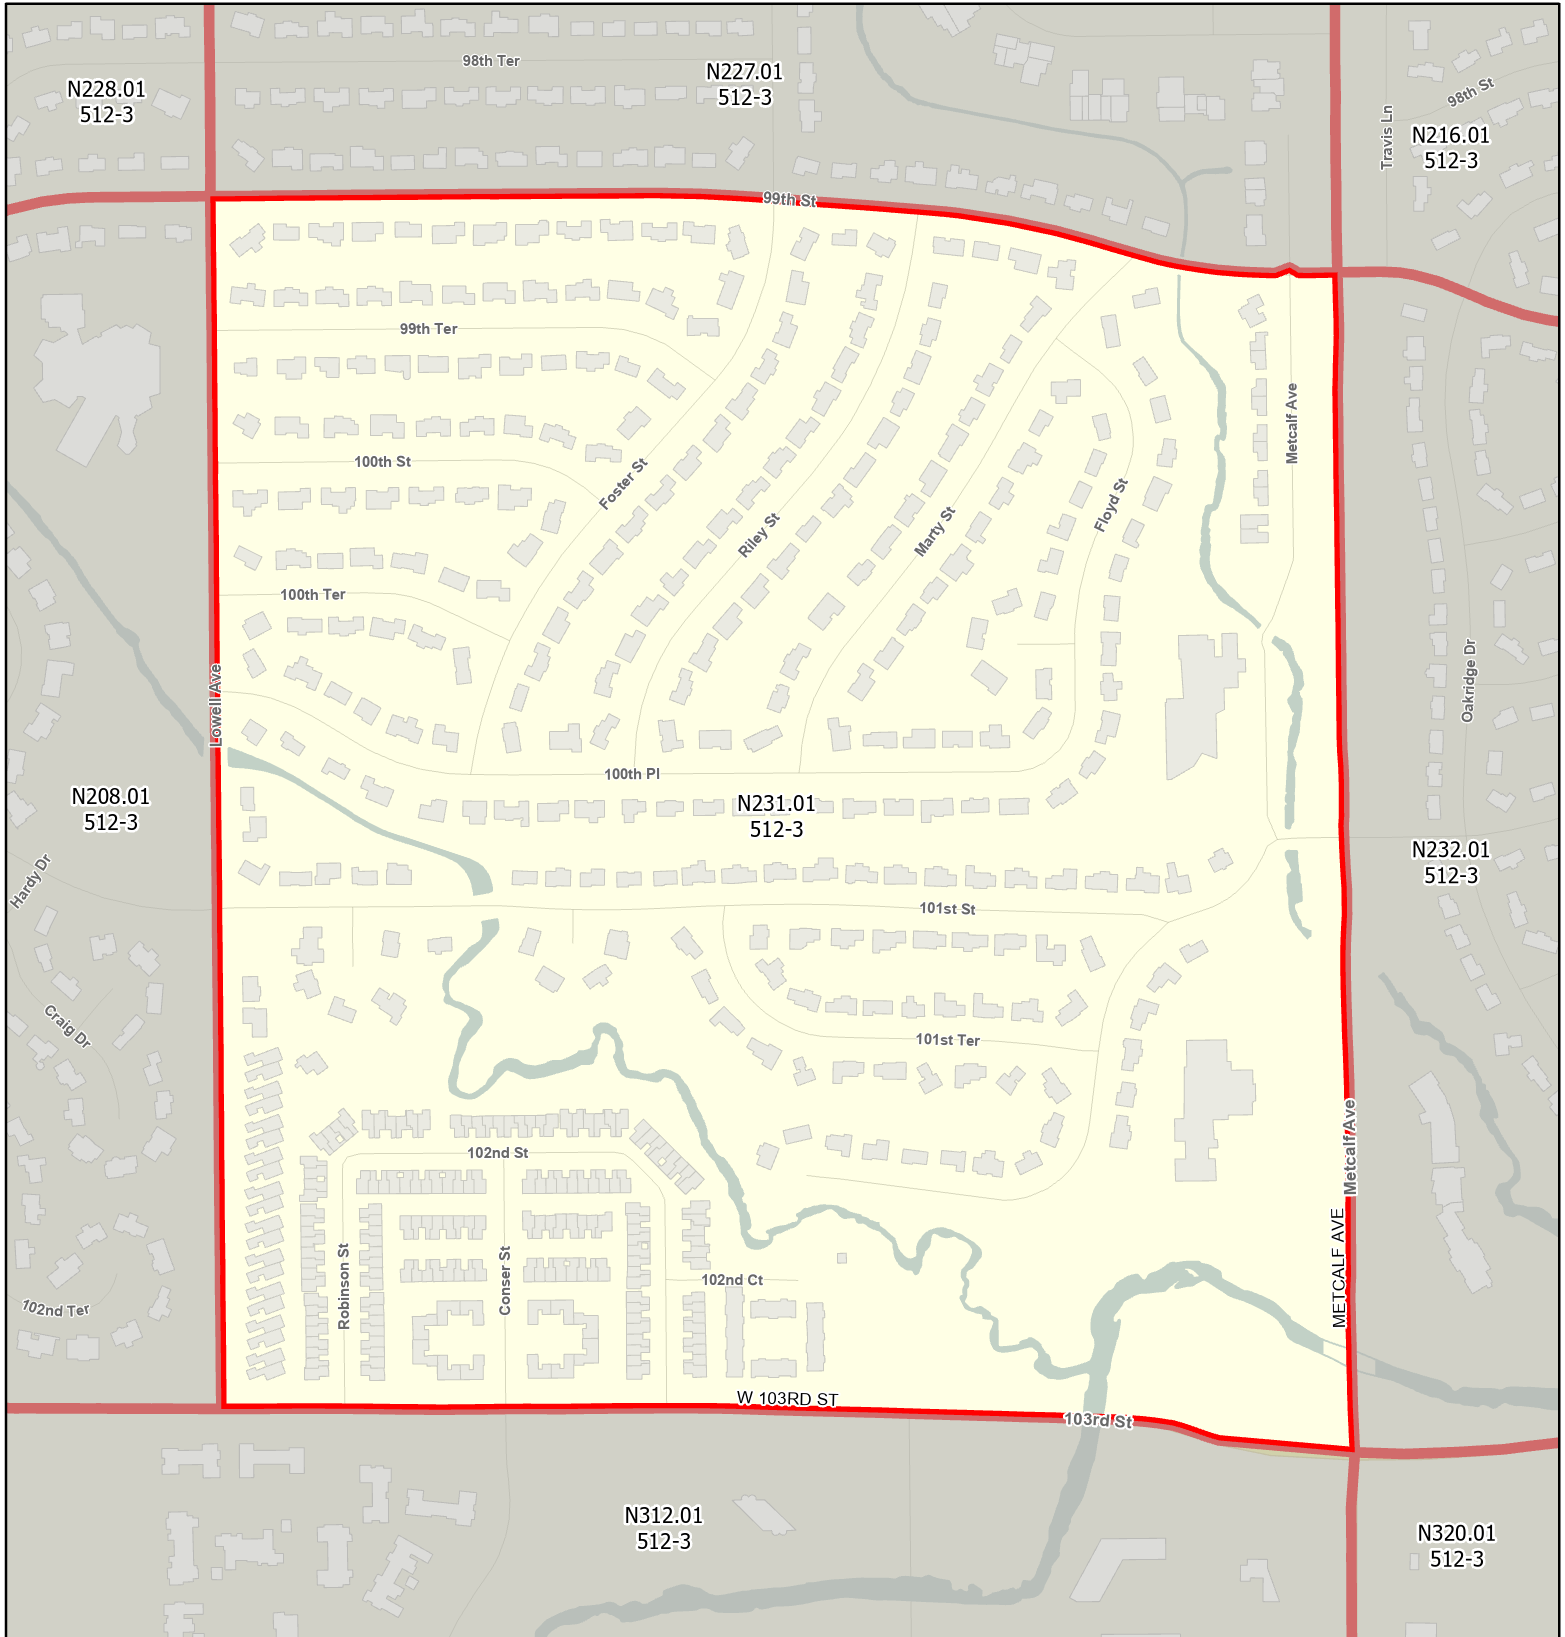 98th Ter
N228.01
512-3
N227.01
512-3
98th St
Travis Ln
N216.01
512-3
99th St
99th Ter
Metcalf Ave
100th St
Foster St
Riley St
Marty St
Floyd St
100th Ter
Lowell Ave
Oakridge Dr
100th Pl
N208.01
512-3
N231.01
512-3
N232.01
512-3
Hardy Dr
101st St
Craig Dr
101st Ter
102nd St
Metcalf Ave
METCALF AVE
Robinson St
Conser St
102nd Ct
102nd Ter
W 103RD ST
103rd St
N312.01
512-3
N320.01
512-3